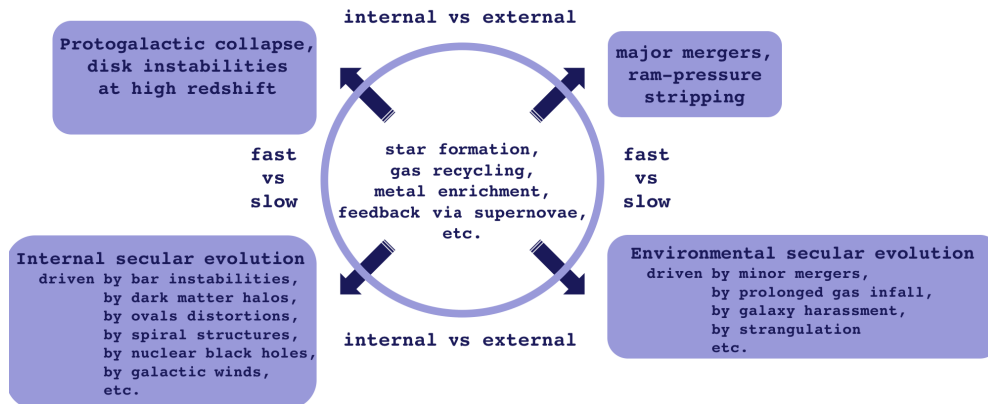 internal vs external
Protogalactic collapse,
disk instabilities
at high redshift
major mergers,
ram-pressure
stripping
fast
vs
slow
star formation,
gas recycling,
metal enrichment,
feedback via supernovae,
etc.
fast
vs
slow
Internal secular evolution
driven by bar instabilities,
by dark matter halos,
by ovals distortions,
by spiral structures,
by nuclear black holes,
by galactic winds,
etc.
Environmental secular evolution
driven by minor mergers,
by prolonged gas infall,
by galaxy harassment,
by strangulation
etc.
internal vs external